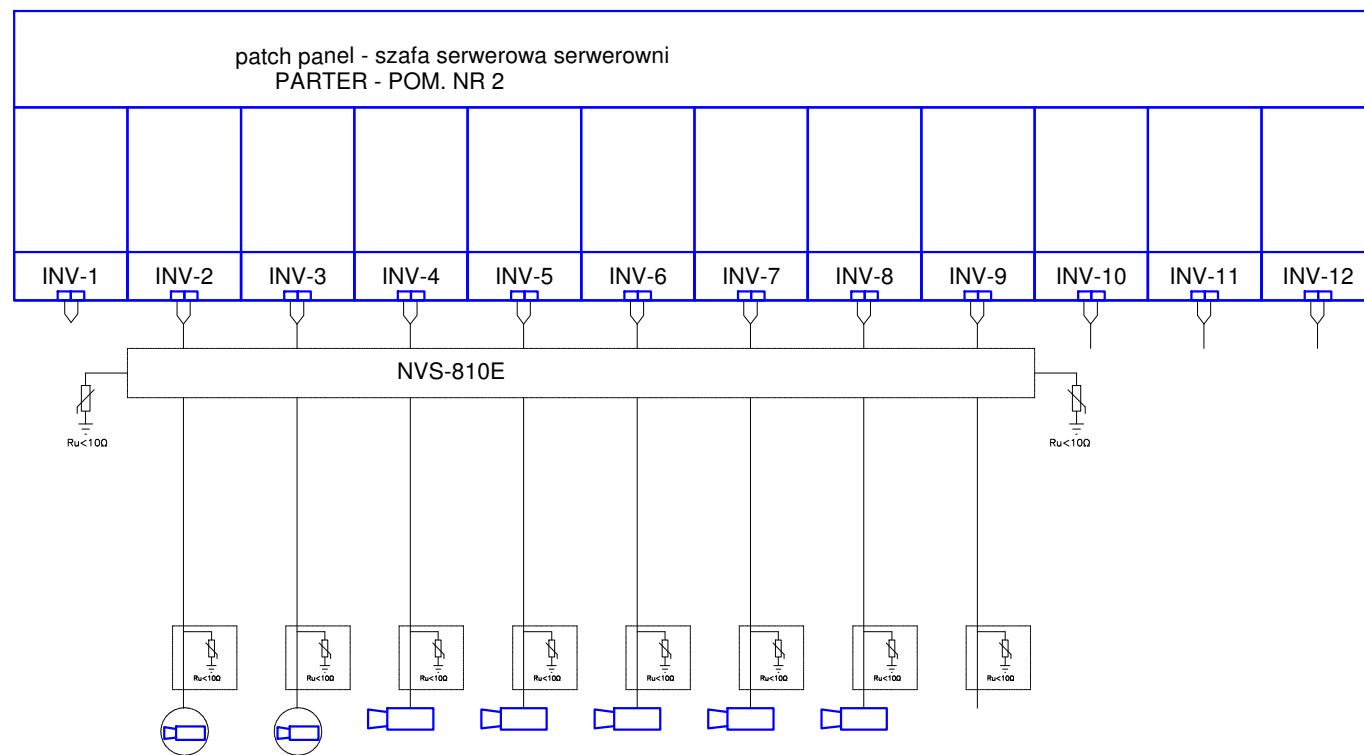 patch panel - szafa serwerowa serwerowni
PARTER - POM. NR 2
INV-1 INV-2 INV-3 INV-4 INV-5 INV-6 INV-7 INV-8 INV-9 INV-10 INV-11 INV-12
NVS-810E
Ru<10Ω Ru<10Ω
Ru<10Ω Ru<10Ω Ru<10Ω Ru<10Ω Ru<10Ω Ru<10Ω Ru<10Ω Ru<10Ω